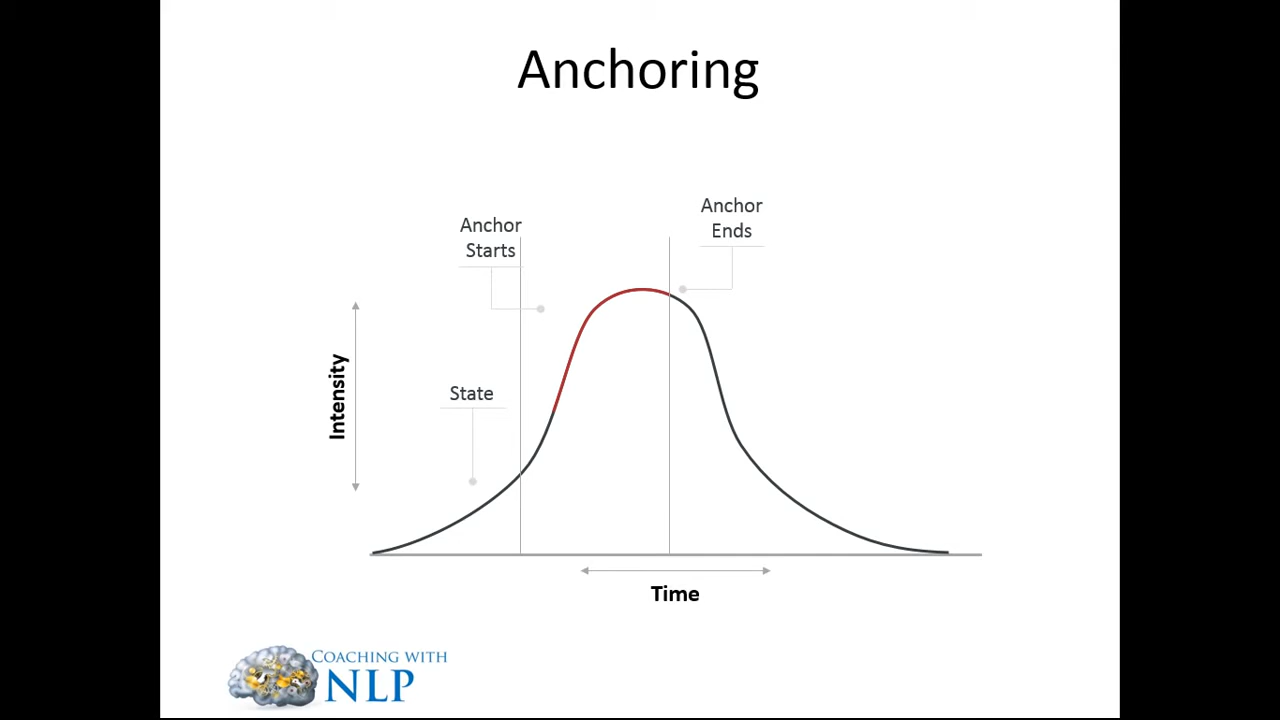 Anchoring
Anchor
Starts
Anchor
Ends
State
Intensity
Time
COACHING WITH
NLP